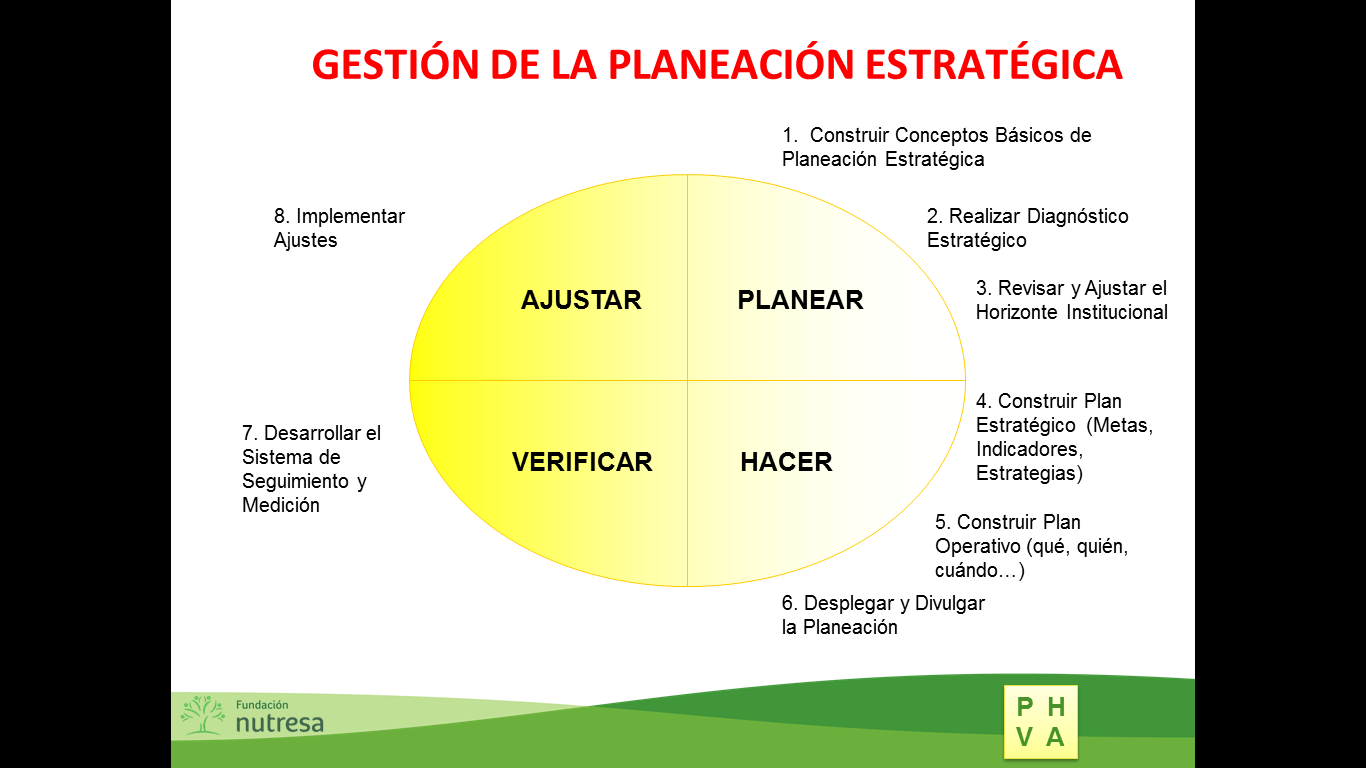 GESTIÓN DE LA PLANEACIÓN ESTRATÉGICA
1. Construir Conceptos Básicos de
Planeación Estratégica
2. Realizar Diagnóstico
Estratégico
3. Revisar y Ajustar el
Horizonte Institucional
4. Construir Plan
Estratégico (Metas,
Indicadores,
Estrategias)
5. Construir Plan
Operativo (qué, quién,
cuándo…)
6. Desplegar y Divulgar
la Planeación
7. Desarrollar el
Sistema de
Seguimiento y
Medición
8. Implementar
Ajustes
AJUSTAR
PLANEAR
VERIFICAR
HACER
Fundación
nutresa
P H
V A